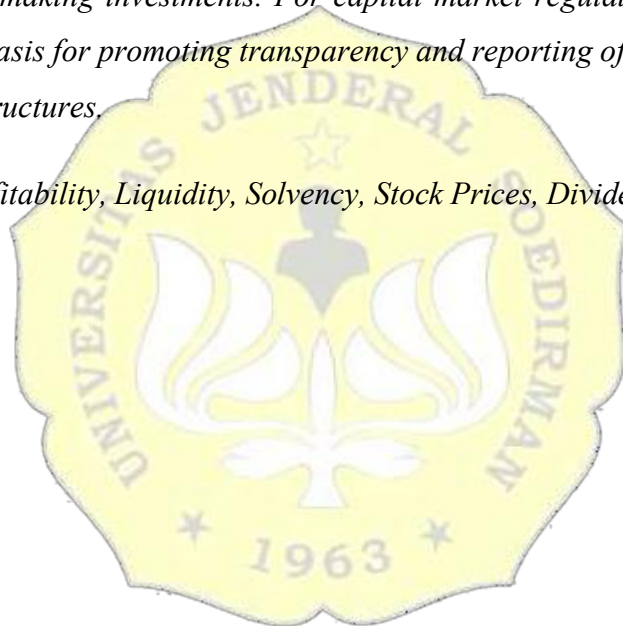 making investments. For capital market regulat
asis for promoting transparency and reporting of
ructures.
fitability, Liquidity, Solvency, Stock Prices, Divide
UNIVERSITAS JENDERAL SOEDIRMAN
1963